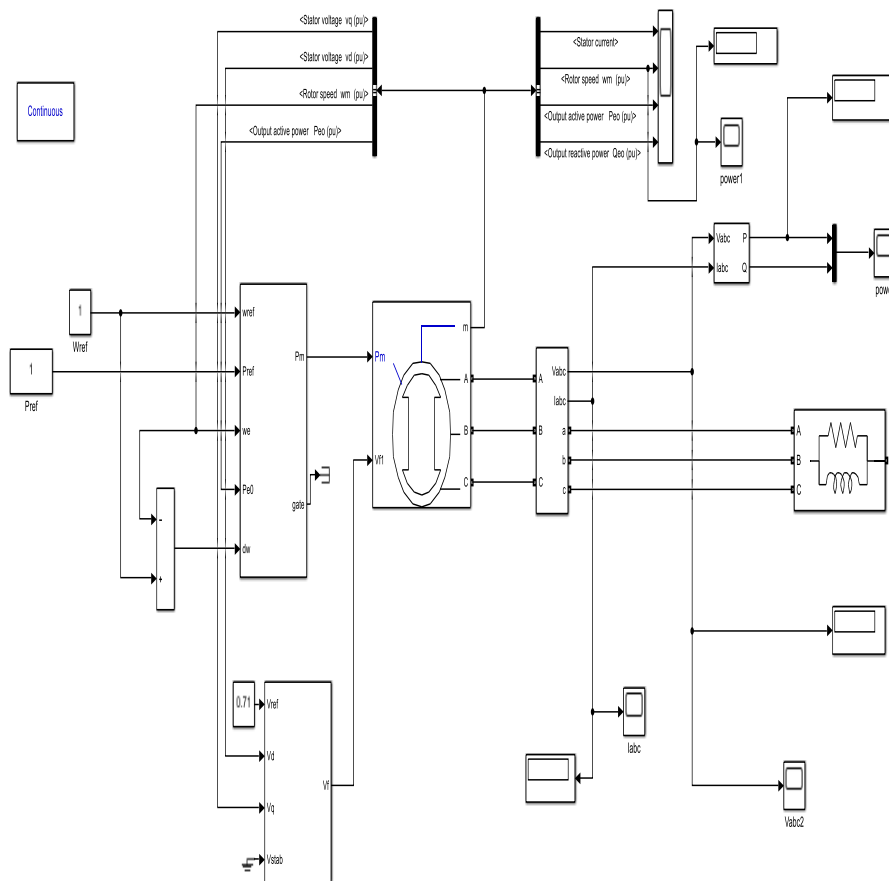 <Stator voltage vq (pu)>
<Stator voltage vd (pu)>
<Rotor speed wm (pu)>
<Output active power Peo (pu)>
<Stator current>
<Rotor speed wm (pu)>
<Output active power Peo (pu)>
<Output reactive power Qeo (pu)>
Continuous
power1
Vabc
P
Iabc
Q
1
Wref
1
Pref
wref
Pref
we
Pe0
dw
Pm
gate
-
+
Pm
Vf1
m
A
B
C
A
B
C
Vabc
Iabc
a
b
c
A
B
C
0.71
Vref
Vd
Vq
Vstab
Vf
Iabc
Vabc2